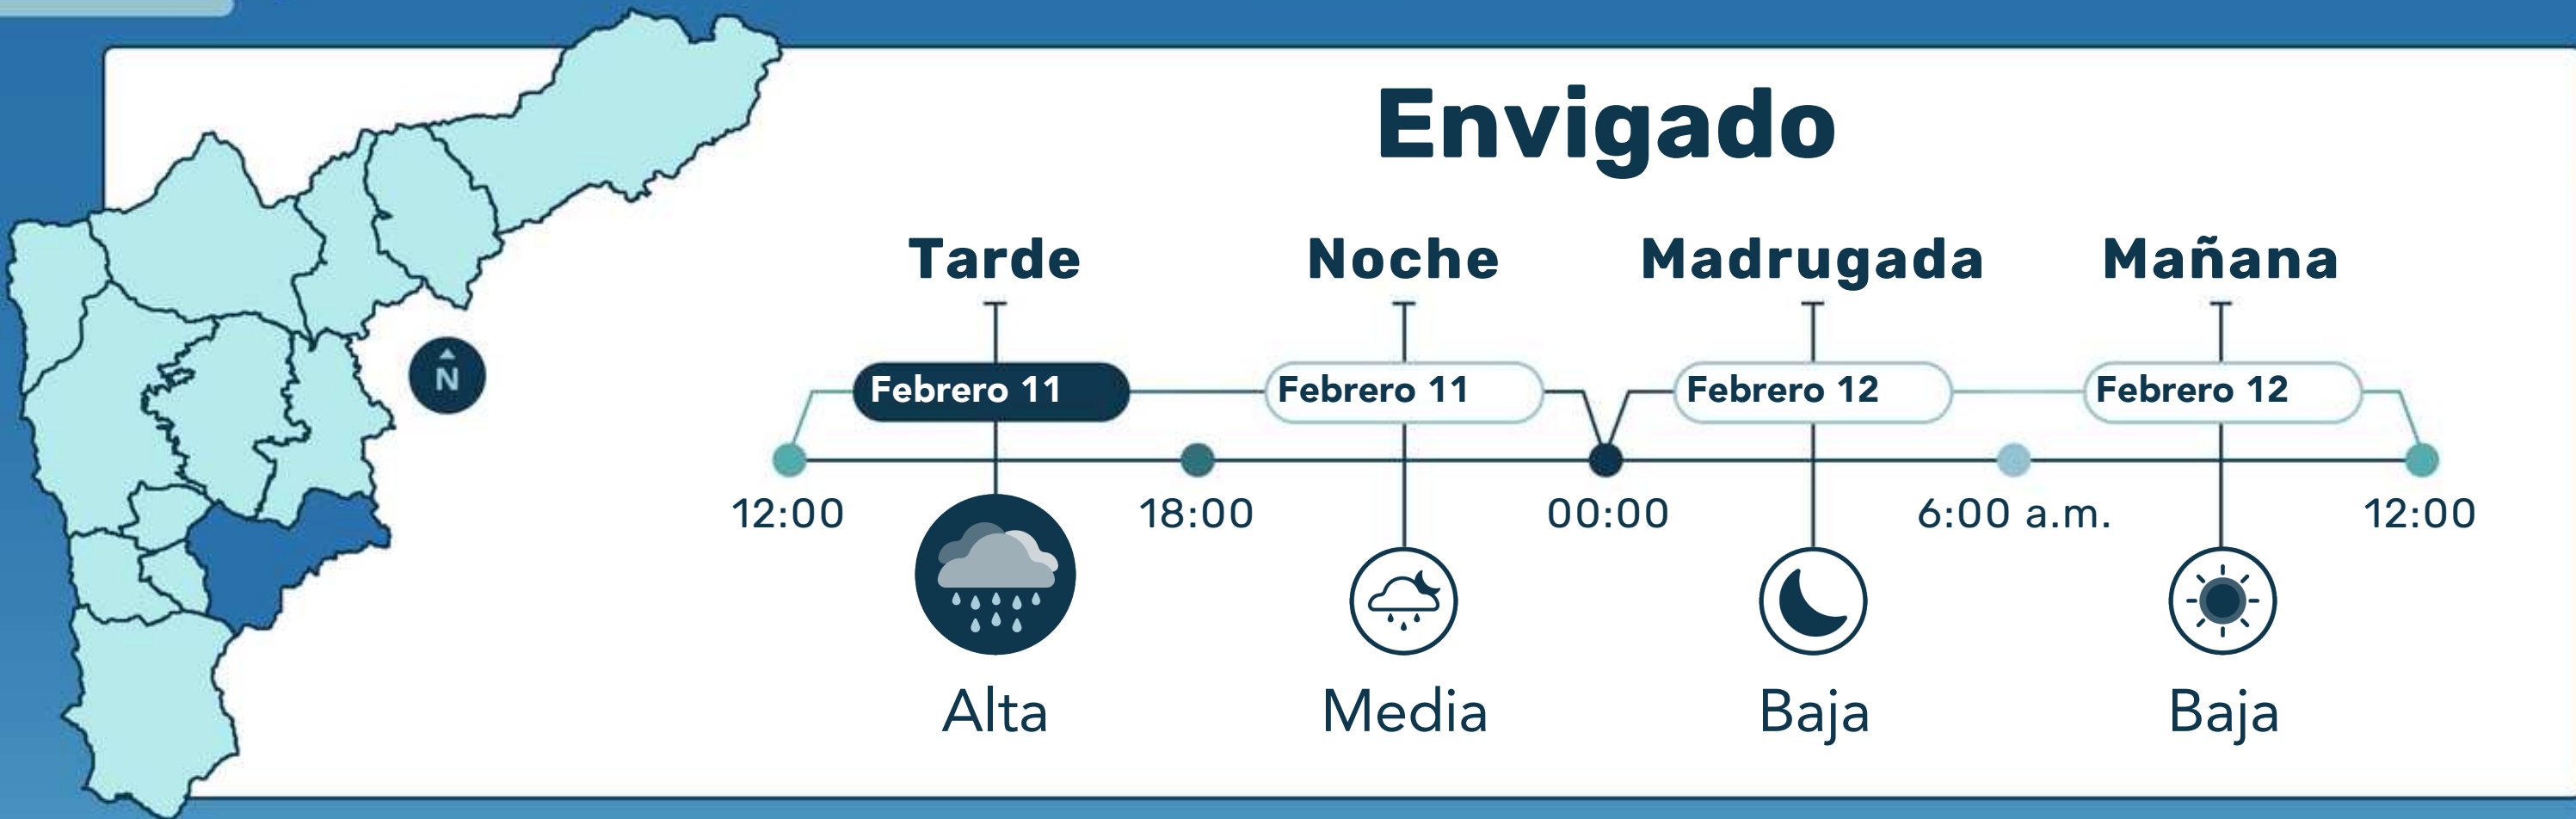 Envigado
Tarde Noche Madrugada Mañana
N
Febrero 11 Febrero 11 Febrero 12 Febrero 12
12:00 18:00 00:00 6:00 a.m. 12:00
Alta Media Baja Baja